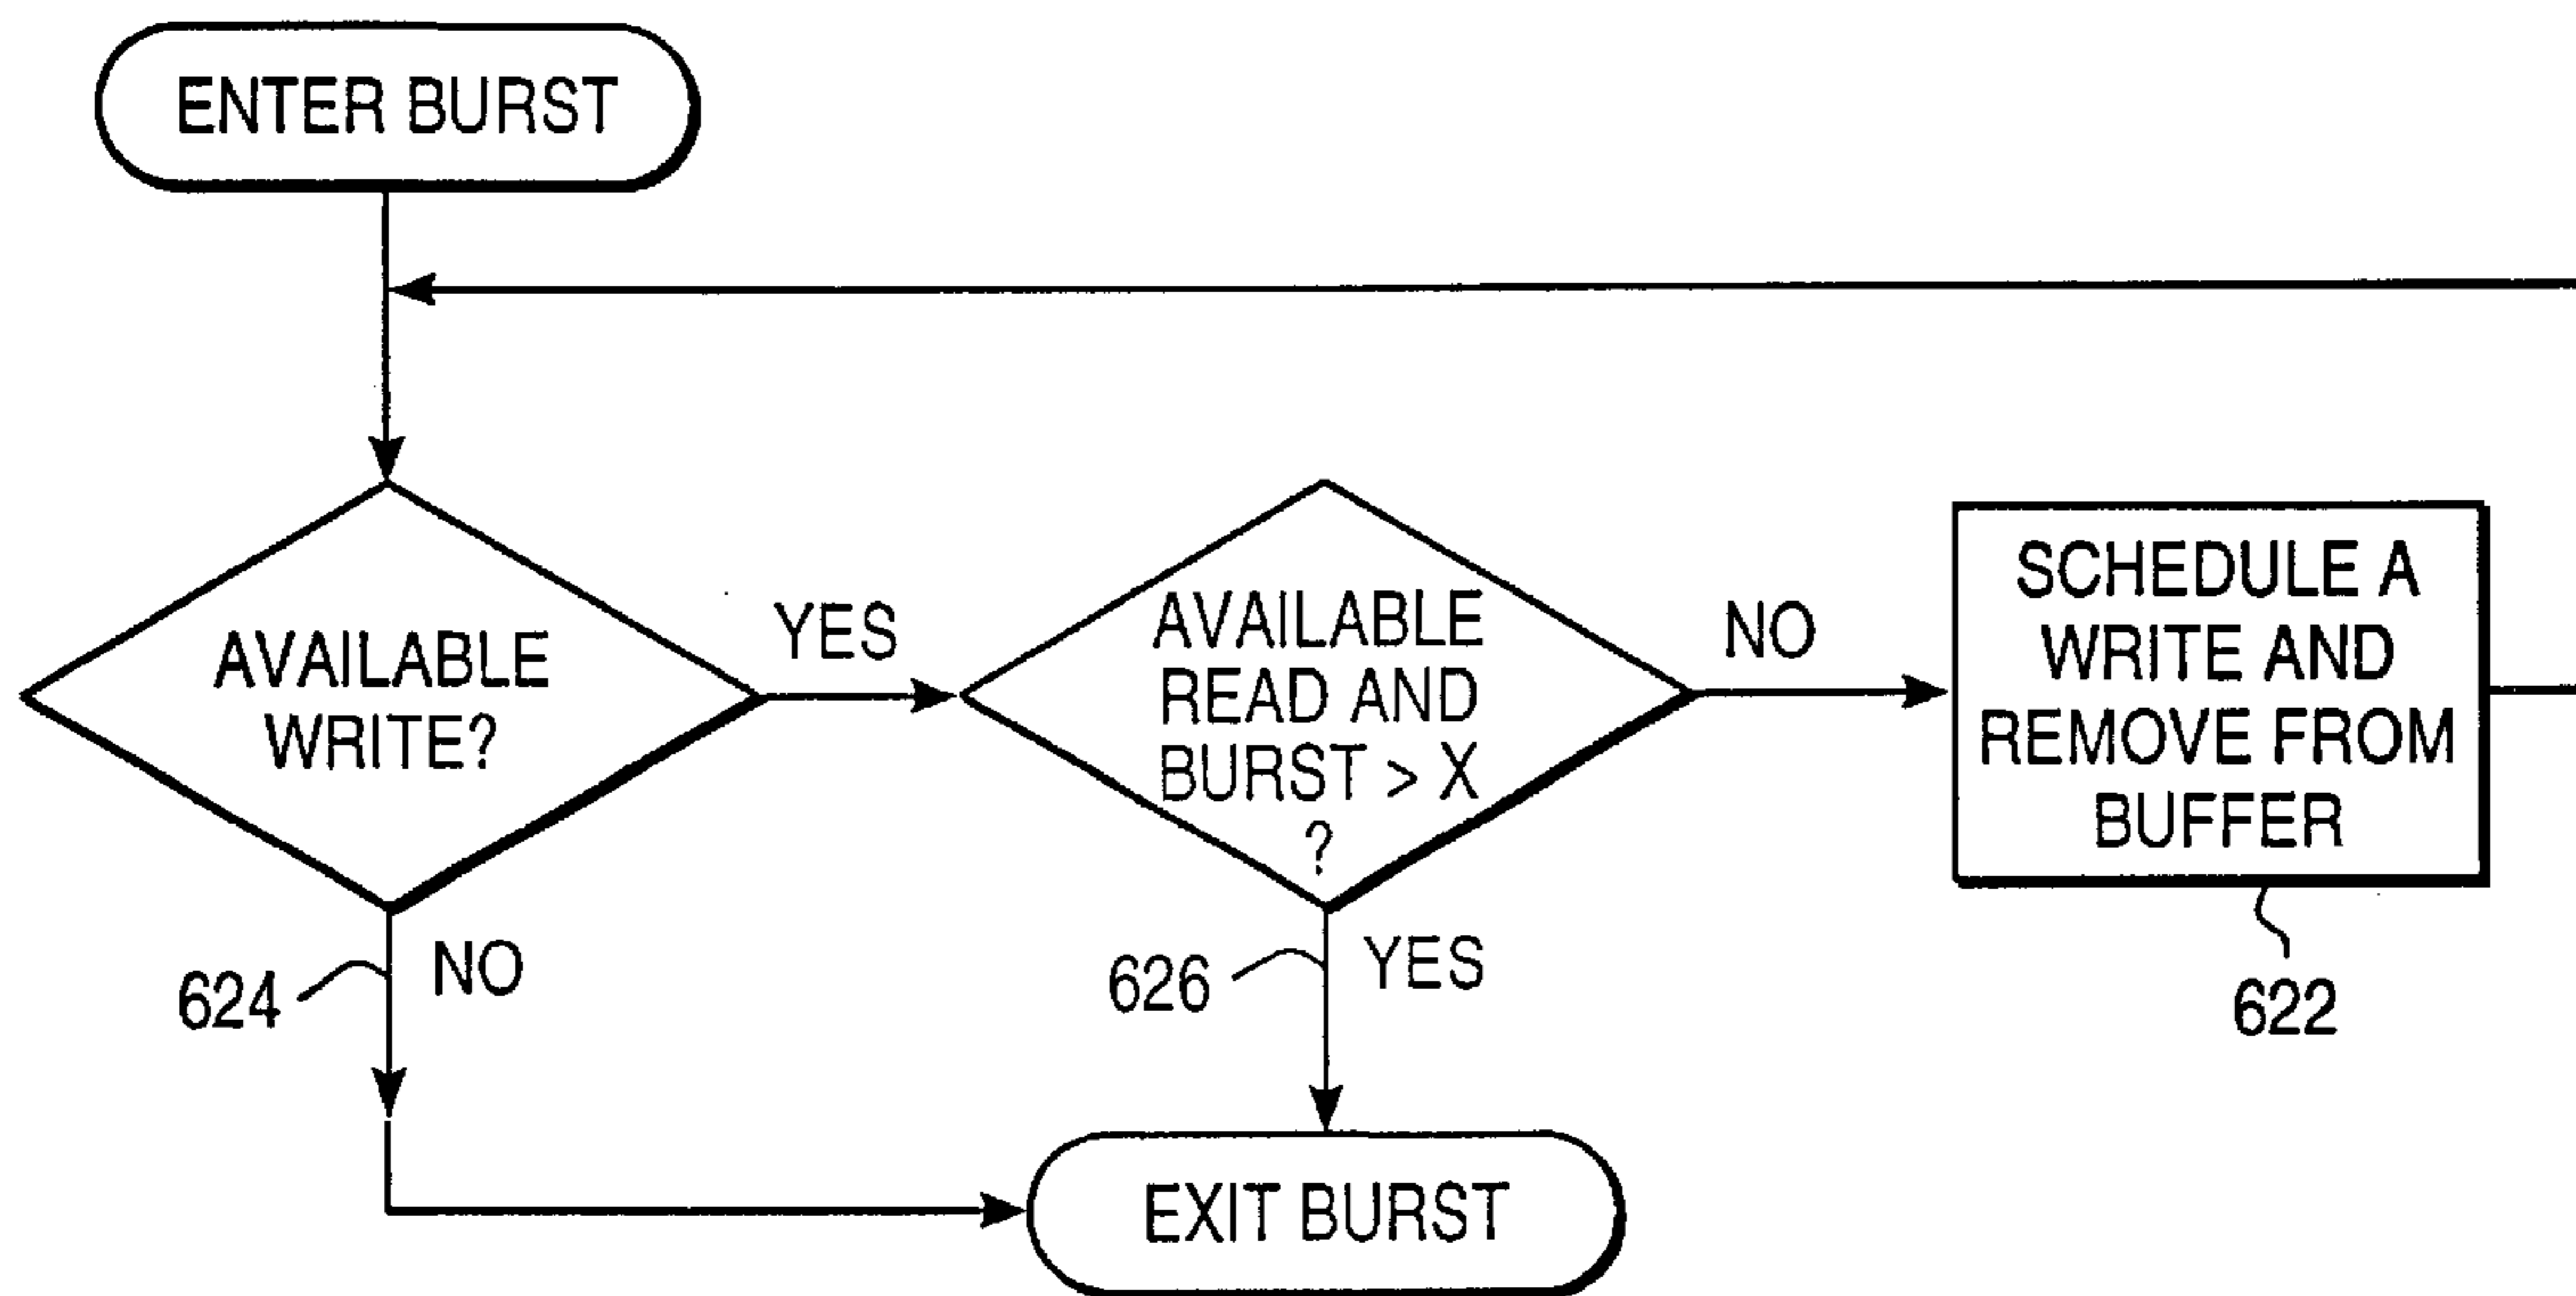 ENTER BURST
AVAILABLE
WRITE?
YES
AVAILABLE
READ AND
BURST > X
?
NO
SCHEDULE A
WRITE AND
REMOVE FROM
BUFFER
624
NO
626
YES
622
EXIT BURST